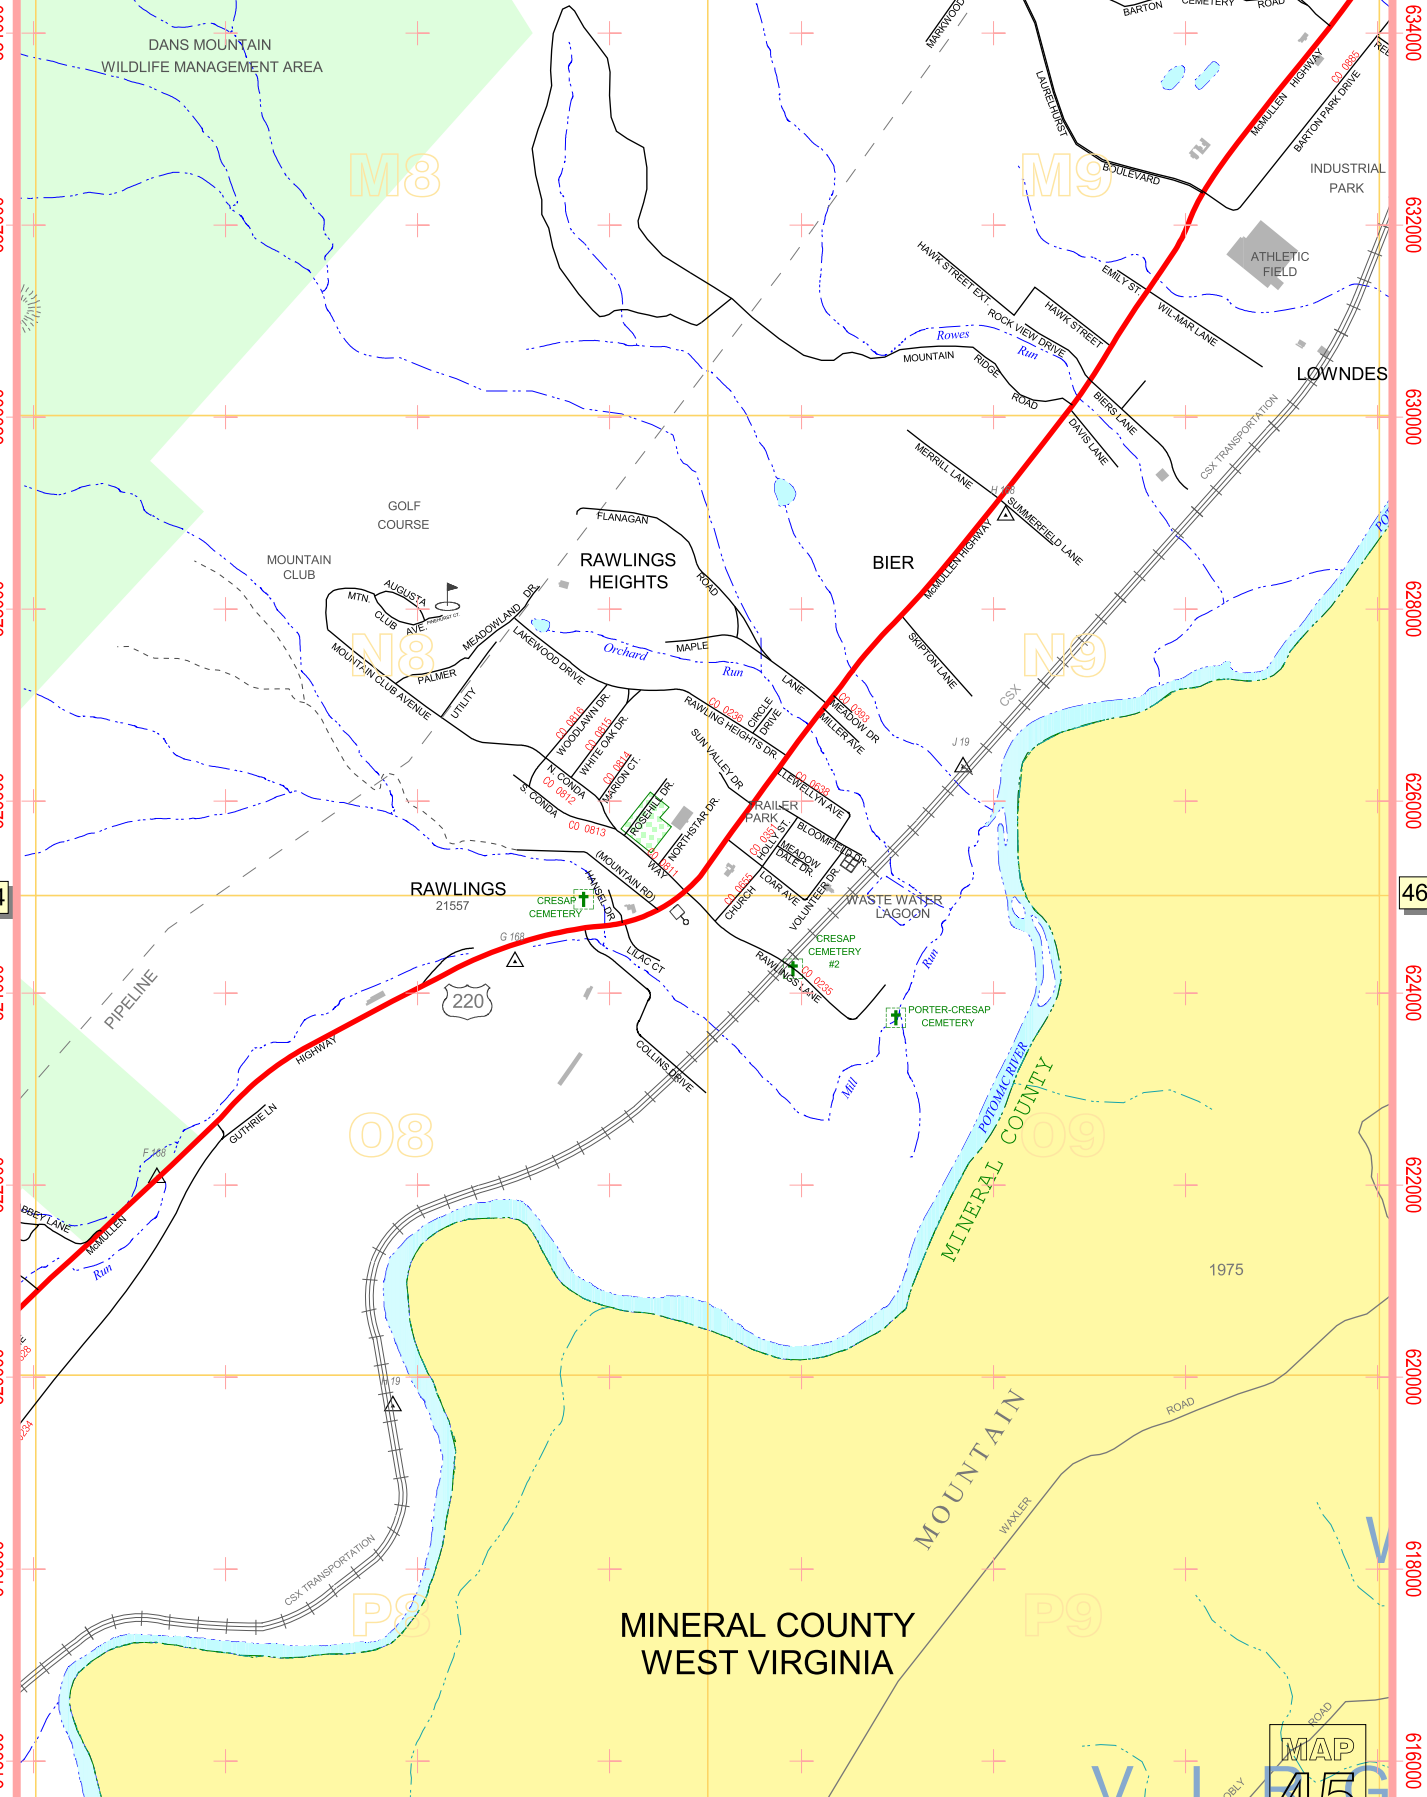 634000
BARTON
CEMETERY
ROAD
MARKWOOD
DANS MOUNTAIN
WILDLIFE MANAGEMENT AREA
McMULLEN HIGHWAY
CO 0885
BARTON PARK DRIVE
LAURELHURST
BOULEVARD
M8
M9
INDUSTRIAL
PARK
632000
ATHLETIC
FIELD
HAWK STREET EXT.
EMILY ST.
WIL-MAR LANE
HAWK STREET
ROCK VIEW DRIVE
Rowes
Run
MOUNTAIN
RIDGE
ROAD
LOWNDES
BIERS LANE
DAVIS LANE
CSX TRANSPORTATION
630000
MERRILL LANE
SUMMERFIELD LANE
McMULLEN HIGHWAY
GOLF
COURSE
FLANAGAN
ROAD
RAWLINGS
HEIGHTS
BIER
MOUNTAIN
CLUB
AUGUSTA
MTN.
CLUB
AVE.
PINEHURST CT.
MEADOWLAND DR.
628000
N8
N9
LAKEWOOD DRIVE
Orchard
Run
MAPLE
LANE
SKIPTON LANE
MOUNTAIN CLUB AVENUE
PALMER
UTILITY
CSX
CO 0816
WOODLAWN DR.
CO 0815
WHITE OAK DR.
CO 0814
MARION CT.
CO 0236
RAWLING HEIGHTS DR.
CIRCLE
DRIVE
CO 0393
MEADOW DR
MILLER AVE
SUN VALLEY DR
J 19
N. CONDA
CO 0812
S. CONDA
CO 0813
CO 0638
LLEWELLYN AVE
626000
TRAILER
PARK
ROSEHILL DR.
NORTHSTAR DR.
CO 0811
WAY
CO 0351
HOLLY ST.
BLOOMFIELD DR.
MEADOW
DALE DR.
LOAR AVE
VOLUNTEER DR.
CO 0655
CHURCH
(MOUNTAIN RD)
HANSEL DR.
RAWLINGS
21557
CRESAP
CEMETERY
WASTE WATER
LAGOON
46
G 168
LILAC CT
CRESAP
CEMETERY
#2
RAWLINGS LANE
CO 0235
Run
624000
PIPELINE
220
PORTER-CRESAP
CEMETERY
HIGHWAY
COLLINS DRIVE
Mill
POTOMAC RIVER
MINERAL COUNTY
GUTHRIE LN
O8
O9
F 168
622000
McMULLEN
Run
1975
620000
H 19
MOUNTAIN
ROAD
WAXLER
618000
CSX TRANSPORTATION
P8
P9
MINERAL COUNTY
WEST VIRGINIA
ROAD
MAP
45
616000